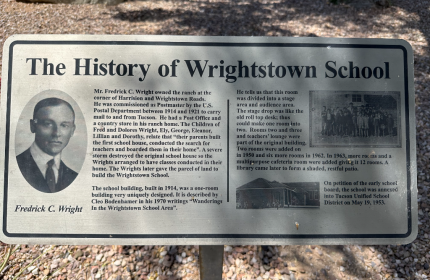 The History of Wrightstown School
Mr. Fredrick C. Wright owned the ranch at the
corner of Harrision and Wrightstown Roads.
He was commissioned as Postmaster by the U.S.
Postal Department between 1914 and 1921 to carry
mail to and from Tucson. He had a Post Office and
a country store in his ranch home. The Children of
Fred and Dolores Wright, Ely, George, Eleanor,
Lillian and Dorothy, relate that "their parents built
the first school house, conducted the search for
teachers and boarded them in their home". A severe
storm destroyed the original school house so the
Wrights arranged to have classes conducted in their
home. The Wrights later gave the parcel of land to
build the Wrightstown School.
The school building, built in 1914, was a one-room
building very uniquely designed. It is described by
Cleo Bodenhamer in his 1970 writings "Wanderings
In the Wrightstown School Area".
Fredrick C. Wright
He tells us that this room
was divided into a stage
area and audience area.
The stage drop was like the
old roll top desk; thus
could make one room into
two. Rooms two and three
and teachers' lounge were
part of the original building.
Two rooms were added on
in 1950 and six more rooms in 1962. In 1963, more on six and a
multipurpose cafeteria room were added giving it 12 rooms. A
library came later to form a shaded, restful patio.
On petition of the early school
board, the school was annexed
into Tucson Unified School
District on May 19, 1953.